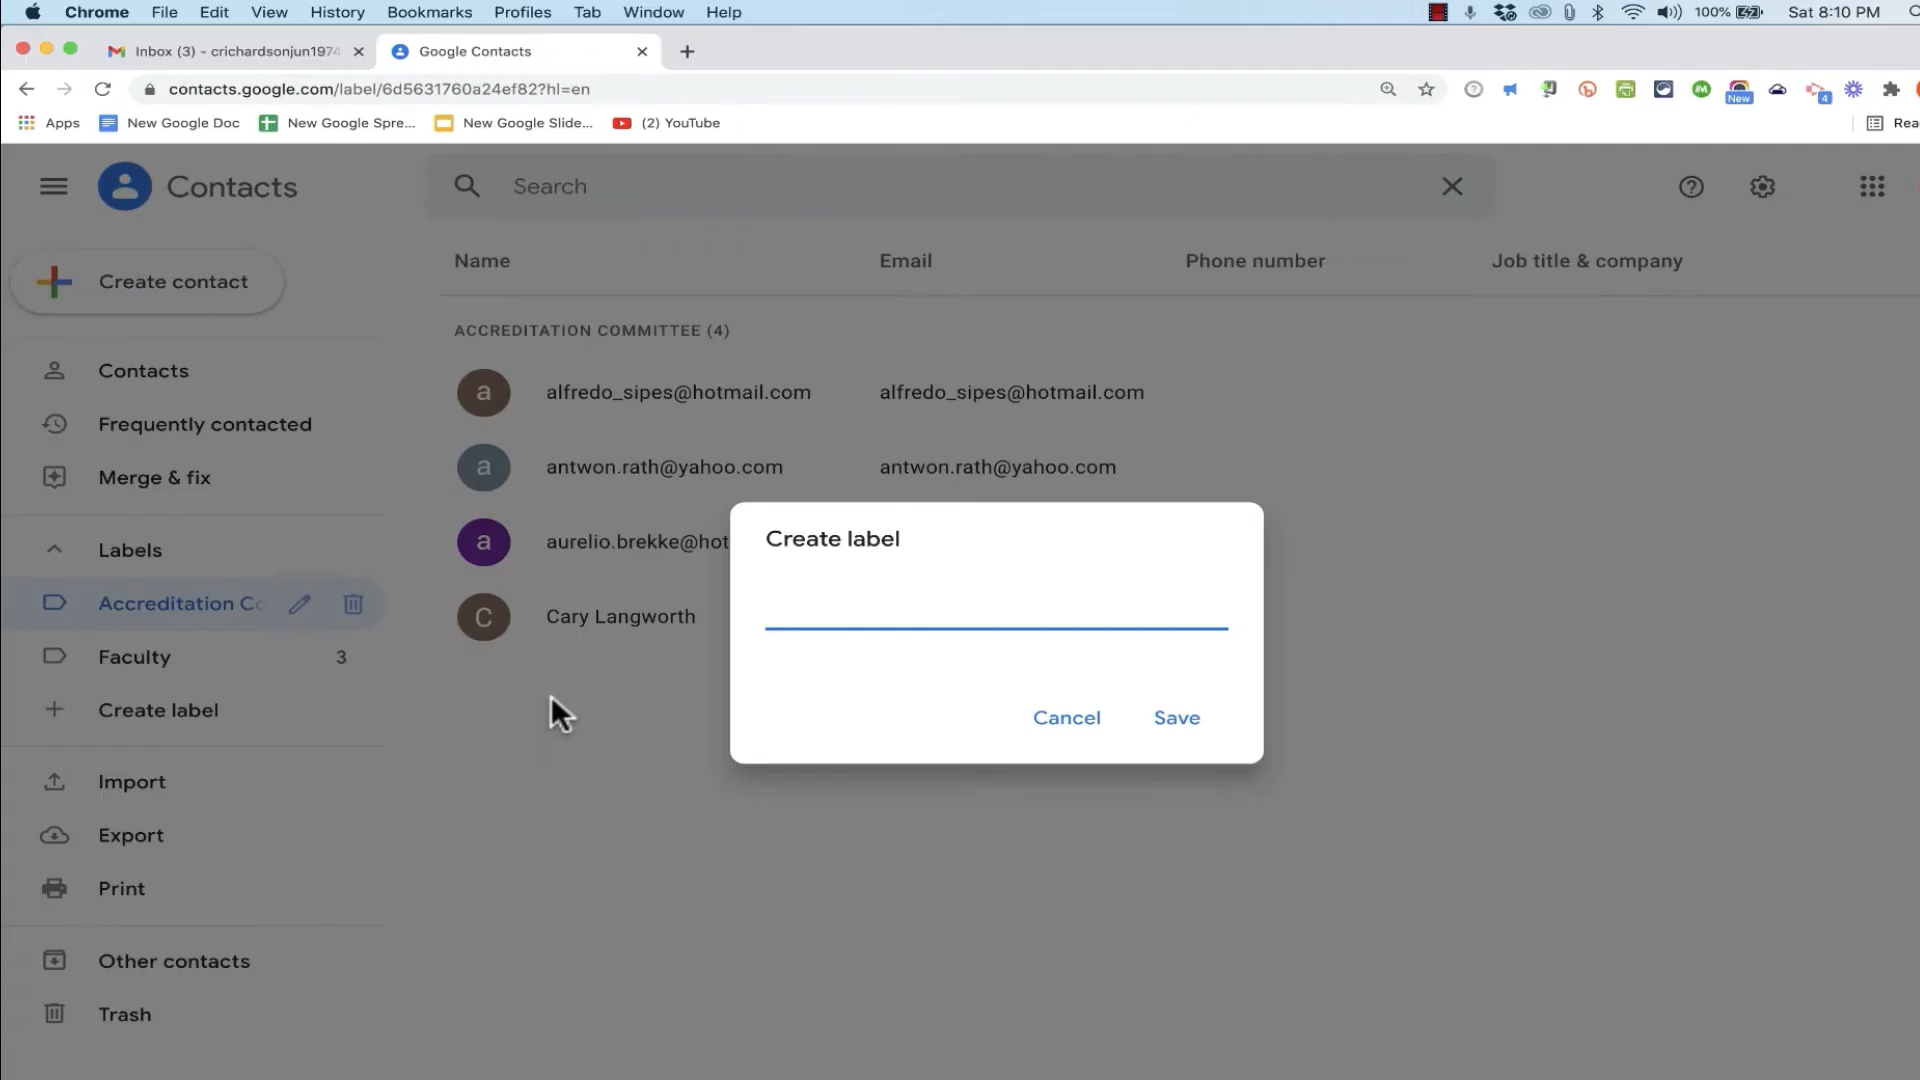 Chrome File Edit View History Bookmarks Profiles Tab Window Help 100% Sat 8:10 PM
Inbox (3) - crichardsonjun1974 Google Contacts
contacts.google.com/label/6d5631760a24ef82?hl=en New 4
Apps New Google Doc New Google Spre... New Google Slide... (2) YouTube Rea
Contacts Search
Create contact
Name Email Phone number Job title & company
ACCREDITATION COMMITTEE (4)
Contacts
a alfredo_sipes@hotmail.com alfredo_sipes@hotmail.com
Frequently contacted
a antwon.rath@yahoo.com antwon.rath@yahoo.com
Merge & fix
Labels
a aurelio.brekke@hot
Create label
Accreditation Co
C Cary Langworth
Faculty 3
Create label
Cancel Save
Import
Export
Print
Other contacts
Trash